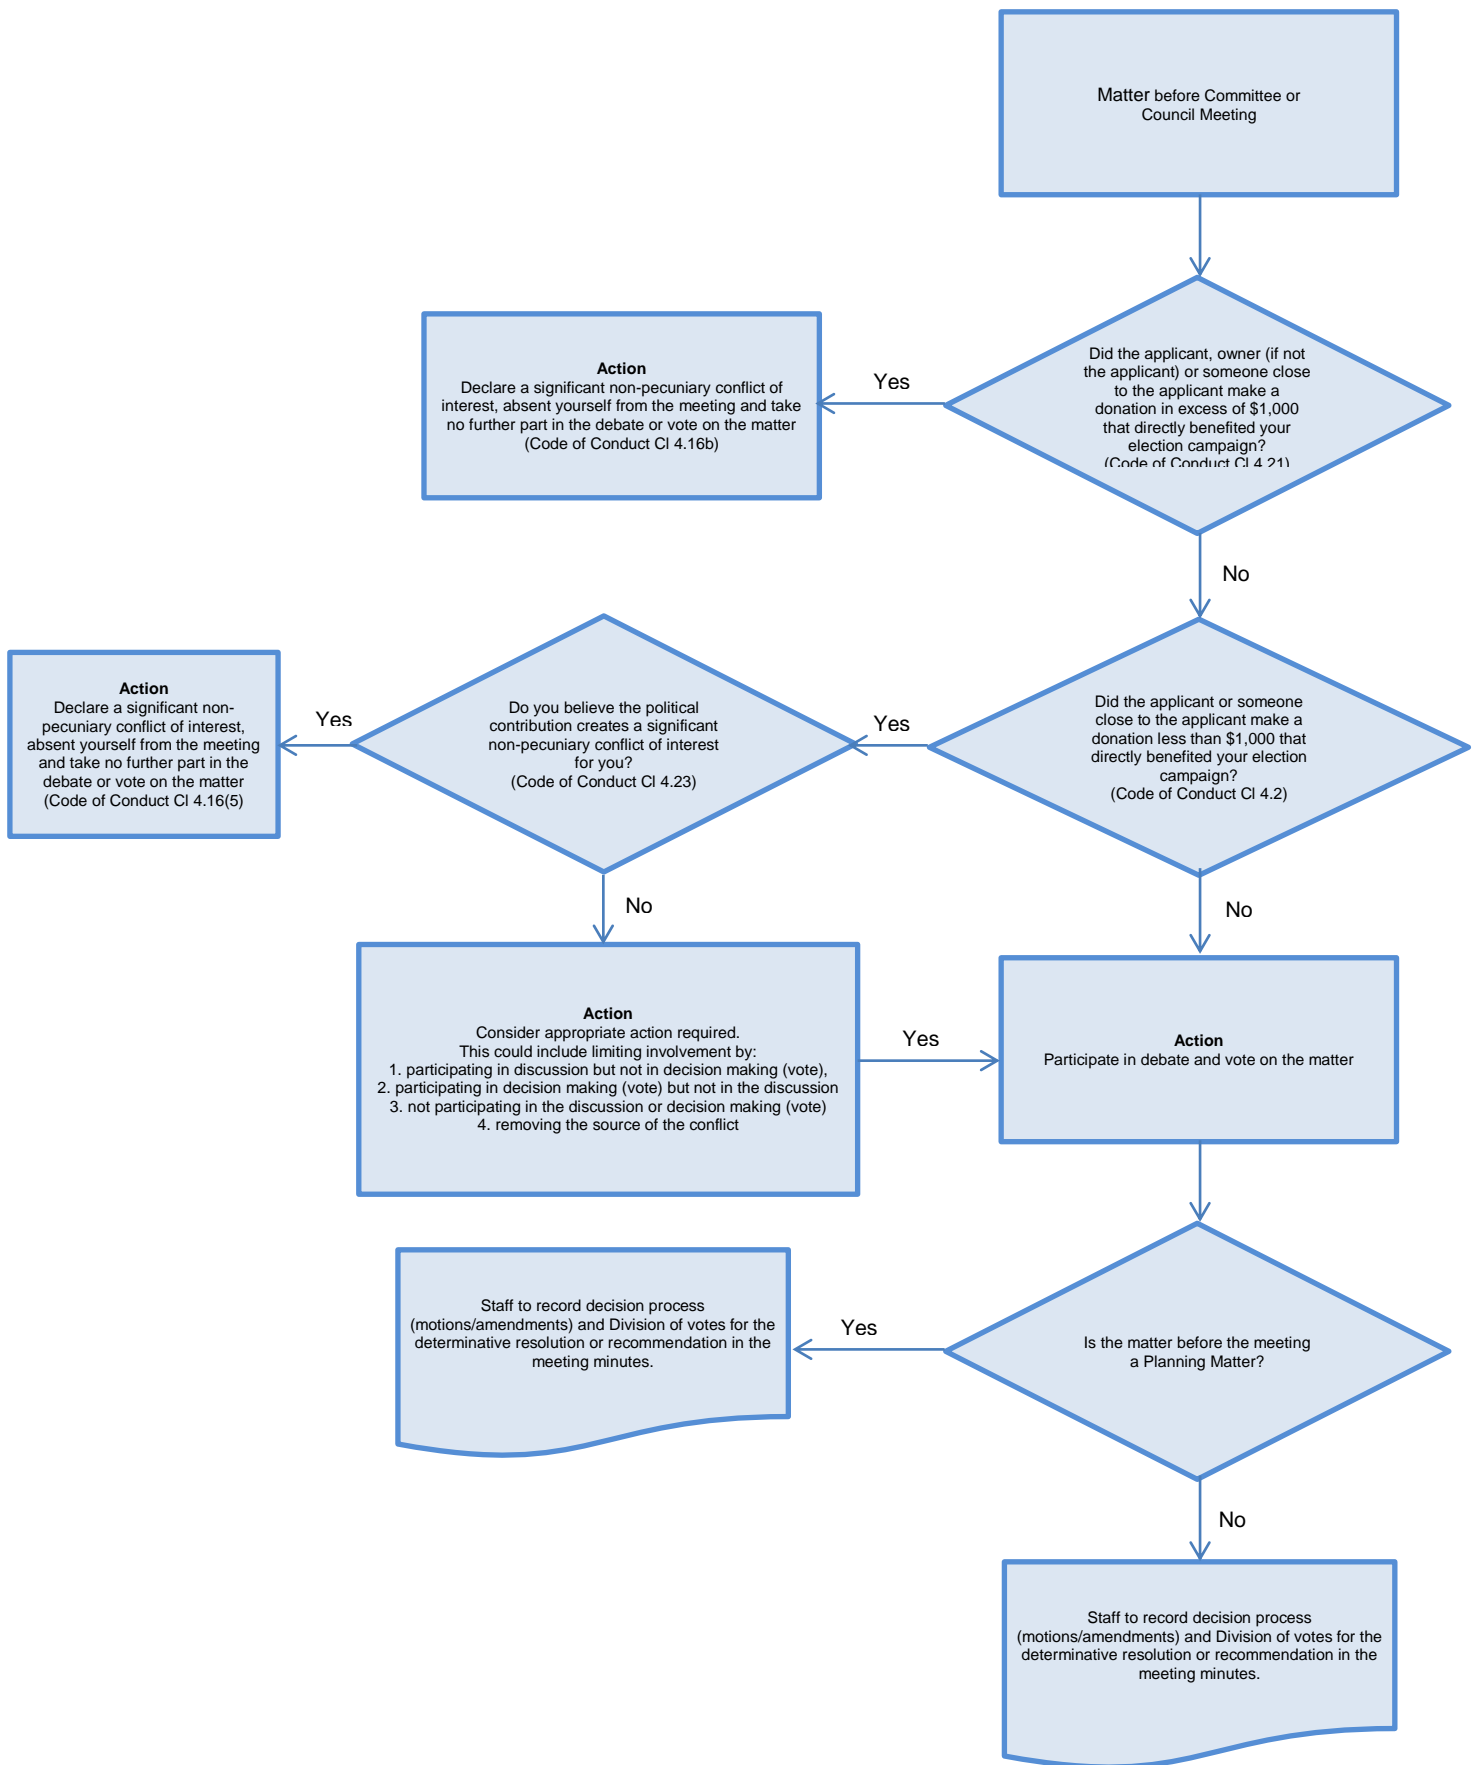 Matter before Committee or
Council Meeting
Did the applicant, owner (if not
the applicant) or someone close
to the applicant make a
donation in excess of $1,000
that directly benefited your
election campaign?
(Code of Conduct Cl 4.21)
Yes
Action
Declare a significant non-pecuniary conflict of
interest, absent yourself from the meeting and take
no further part in the debate or vote on the matter
(Code of Conduct Cl 4.16b)
No
Did the applicant or someone
close to the applicant make a
donation less than $1,000 that
directly benefited your election
campaign?
(Code of Conduct Cl 4.2)
Yes
Do you believe the political
contribution creates a significant
non-pecuniary conflict of interest
for you?
(Code of Conduct Cl 4.23)
Yes
Action
Declare a significant non-
pecuniary conflict of interest,
absent yourself from the meeting
and take no further part in the
debate or vote on the matter
(Code of Conduct Cl 4.16(5)
No
No
Action
Consider appropriate action required.
This could include limiting involvement by:
1. participating in discussion but not in decision making (vote),
2. participating in decision making (vote) but not in the discussion
3. not participating in the discussion or decision making (vote)
4. removing the source of the conflict
Yes
Action
Participate in debate and vote on the matter
Is the matter before the meeting
a Planning Matter?
Yes
Staff to record decision process
(motions/amendments) and Division of votes for the
determinative resolution or recommendation in the
meeting minutes.
No
Staff to record decision process
(motions/amendments) and Division of votes for the
determinative resolution or recommendation in the
meeting minutes.